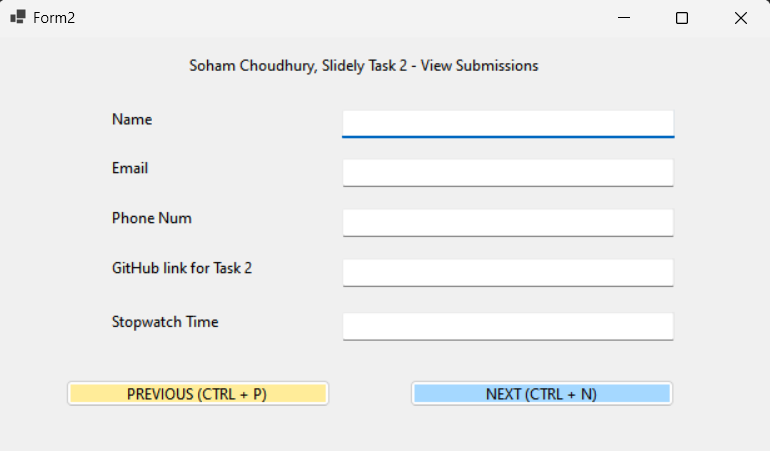 Form2
Soham Choudhury, Slidely Task 2 - View Submissions
Name
Email
Phone Num
GitHub link for Task 2
Stopwatch Time
PREVIOUS (CTRL + P) NEXT (CTRL + N)